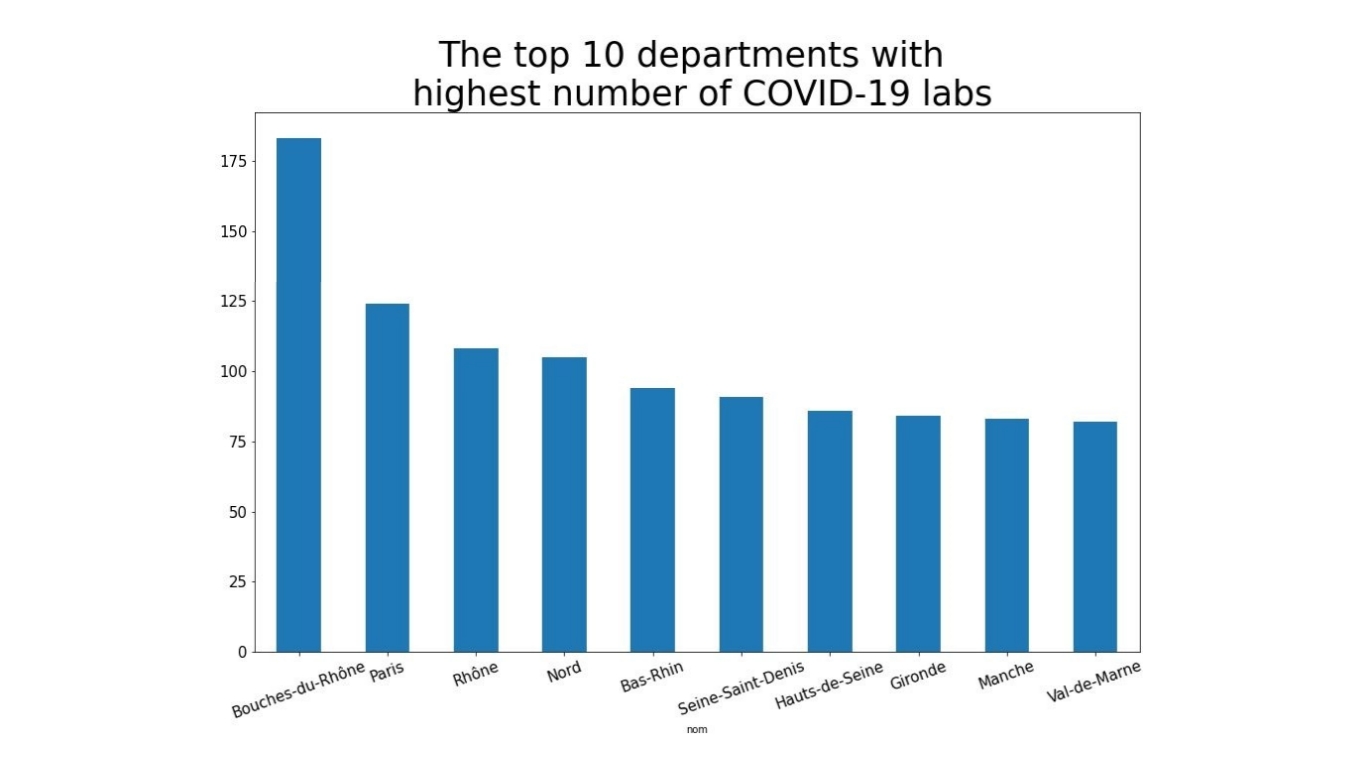 The top 10 departments with
highest number of COVID-19 labs
175
150
125
100
75
50
25
0
Bouches-du-Rhône
Paris
Rhône
Nord
Bas-Rhin
Seine-Saint-Denis
Hauts-de-Seine
Gironde
Manche
Val-de-Marne
nom